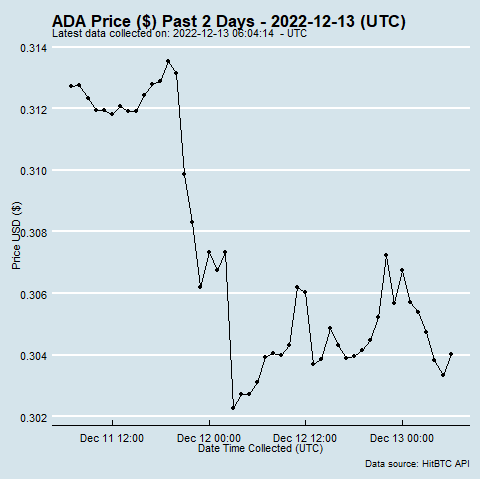 ADA Price ($) Past 2 Days - 2022-12-13 (UTC)
Latest data collected on: 2022-12-13 06:04:14  - UTC
0.314
0.312
0.310
0.308
0.306
0.304
0.302
Price USD ($)
Dec 11 12:00 Dec 12 00:00 Dec 12 12:00 Dec 13 00:00
Date Time Collected (UTC)
Data source: HitBTC API